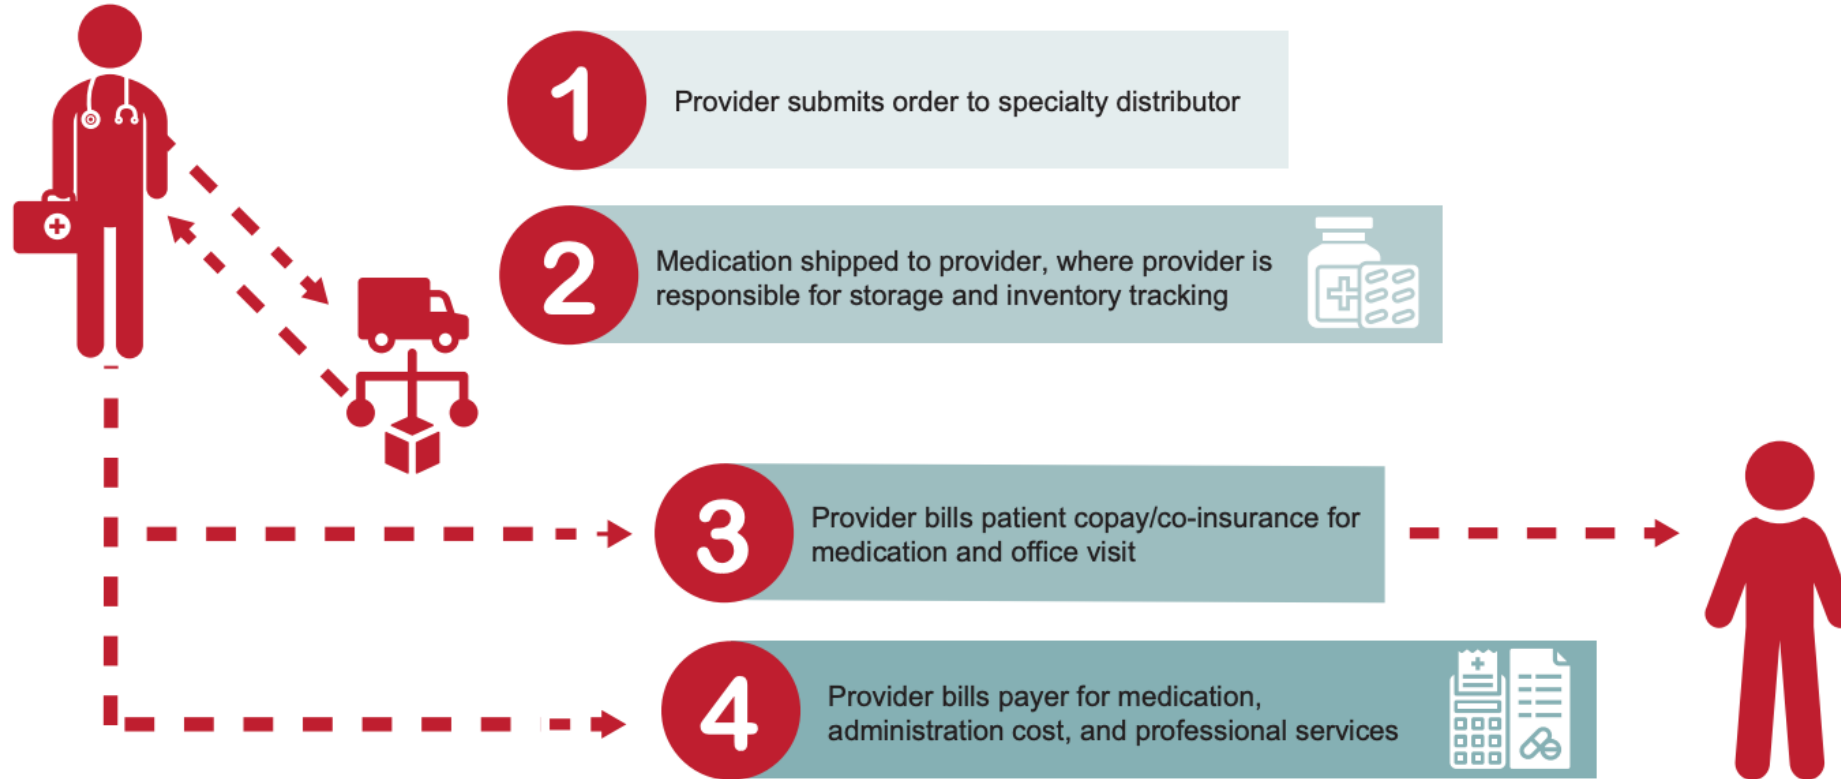 1
Provider submits order to specialty distributor
2
Medication shipped to provider, where provider is
responsible for storage and inventory tracking
3
Provider bills patient copay/co-insurance for
medication and office visit
4
Provider bills payer for medication,
administration cost, and professional services